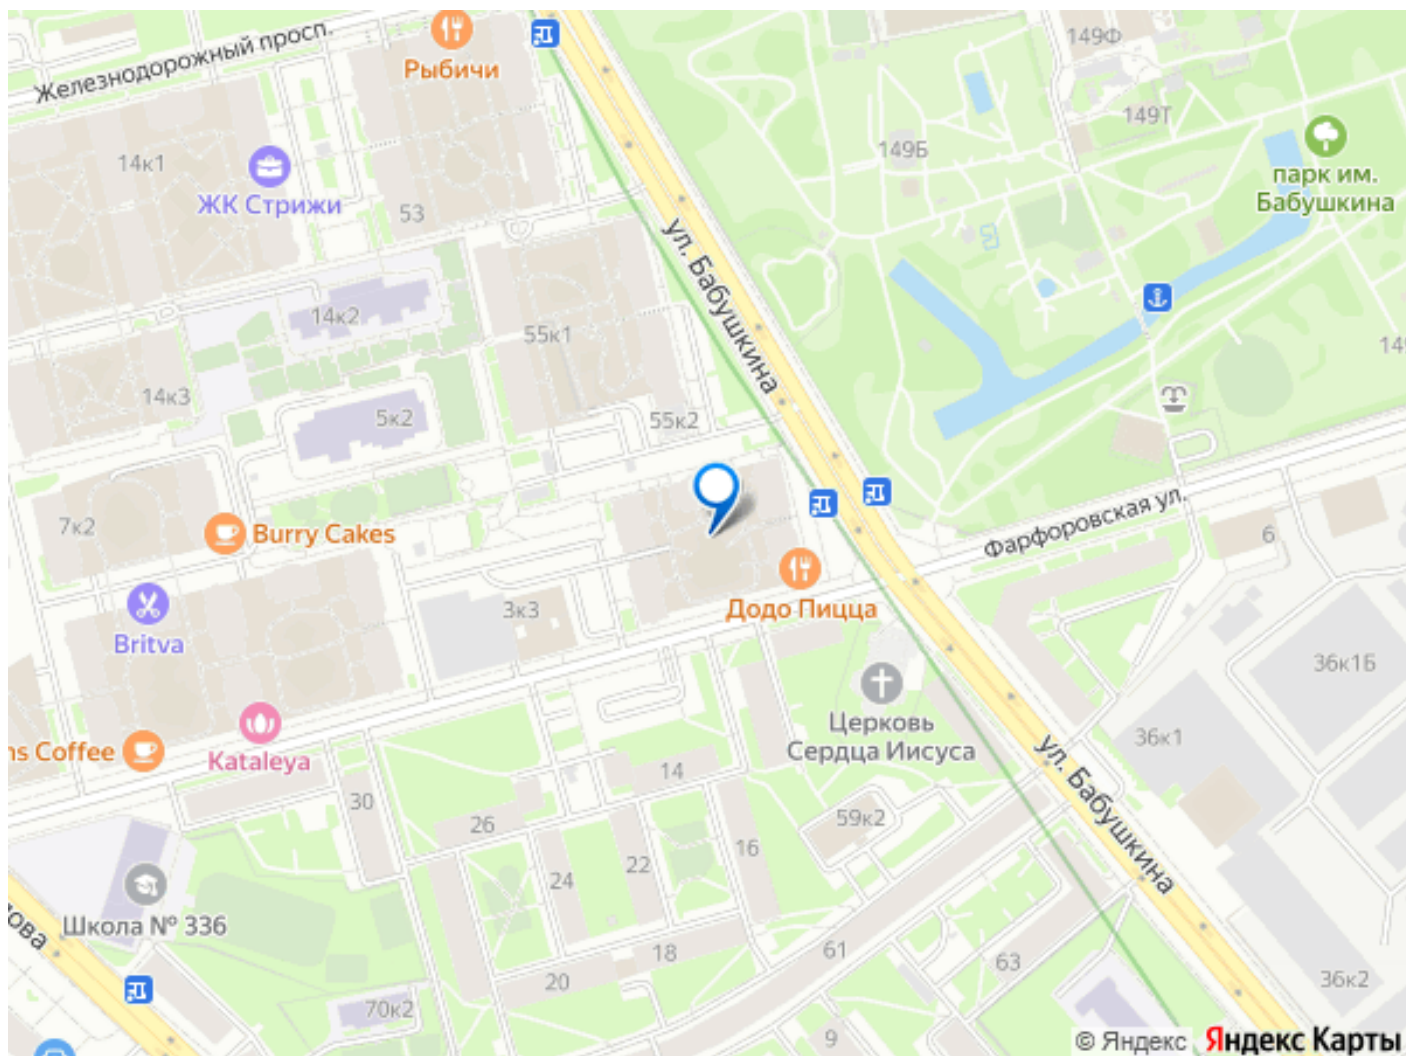 Железнодорожный просп.
Рыбичи
149Ф
149Т
149Б
парк им.
Бабушкина
14к1
ЖК Стрижи
53
ул. Бабушкина
14к2
55к1
14к3
5к2
55к2
7к2
Burry Cakes
Фарфоровская ул.
6
Britva
3к3
Додо Пицца
36к1Б
Церковь
Сердца Иисуса
36к1
ns Coffee
Kataleya
ул. Бабушкина
30
14
26
59к2
24
22
16
Школа № 336
18
61
63
20
70к2
9
36к2
© Яндекс
Яндекс Карты